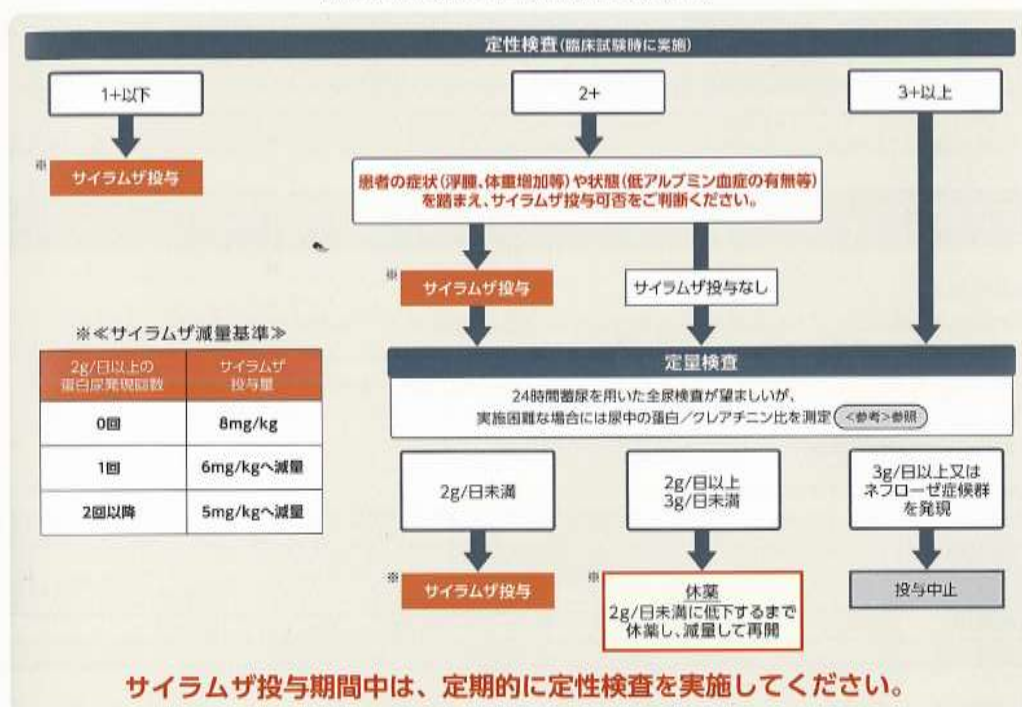 定性検査(臨床試験時に実施)
1+以下
2+
3+以上
※
サイラムザ投与
患者の症状(浮腫、体重増加等)や状態(低アルブミン血症の有無等)
を踏まえ、サイラムザ投与可否をご判断ください。
※
サイラムザ投与
サイラムザ投与なし
※≪サイラムザ減量基準≫
2g/日以上の
蛋白尿発現回数
サイラムザ
投与量
0回
8mg/kg
1回
6mg/kgへ減量
2回以降
5mg/kgへ減量
定量検査
24時間蓄尿を用いた全尿検査が望ましいが、
実施困難な場合には尿中の蛋白/クレアチニン比を測定 <参考>参照
2g/日未満
2g/日以上
3g/日未満
3g/日以上又は
ネフローゼ症候群
を発現
※
サイラムザ投与
※
休薬
2g/日未満に低下するまで
休薬し、減量して再開
投与中止
サイラムザ投与期間中は、定期的に定性検査を実施してください。